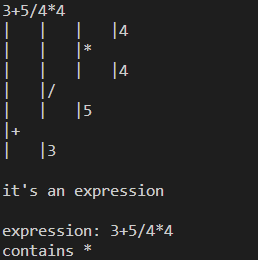 3+5/4*4
|   |   |   |4
|   |   |*
|   |   |   |4
|   |/
|   |   |5
|+
|   |3
it's an expression
expression: 3+5/4*4
contains *